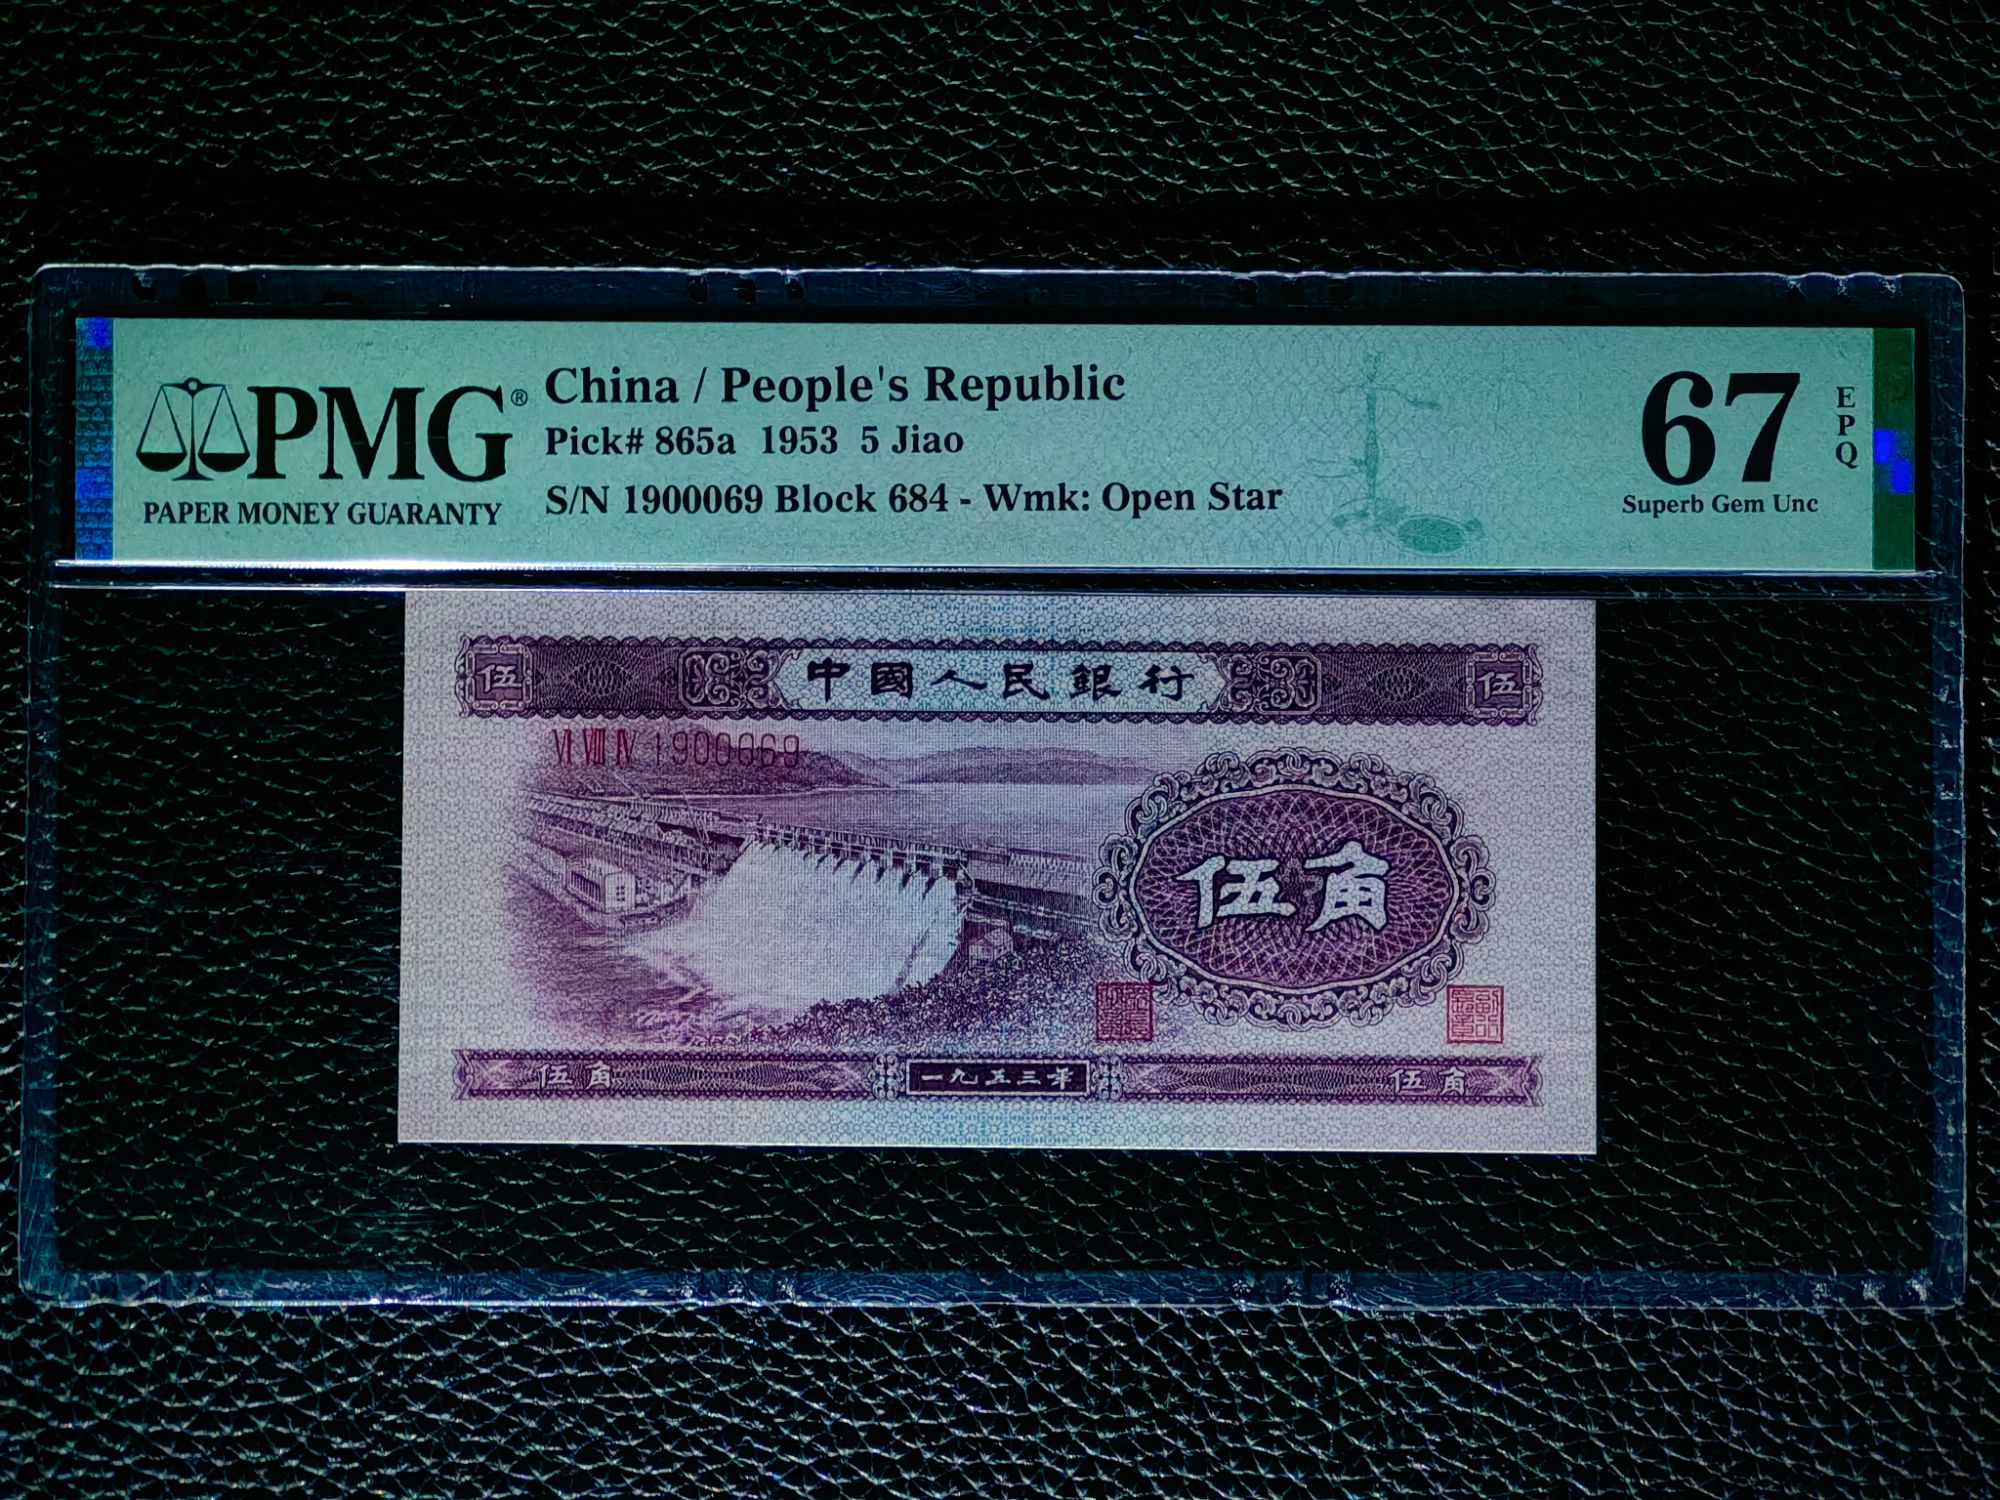 PMG®
PAPER MONEY GUARANTY
China / People's Republic
Pick# 865a 1953 5 Jiao
S/N 1900069 Block 684 - Wmk: Open Star
67
EPQ
Superb Gem Unc
伍 中國人民銀行 伍
VI VIII IV 1900069
伍角
伍角 一九五三年 伍角